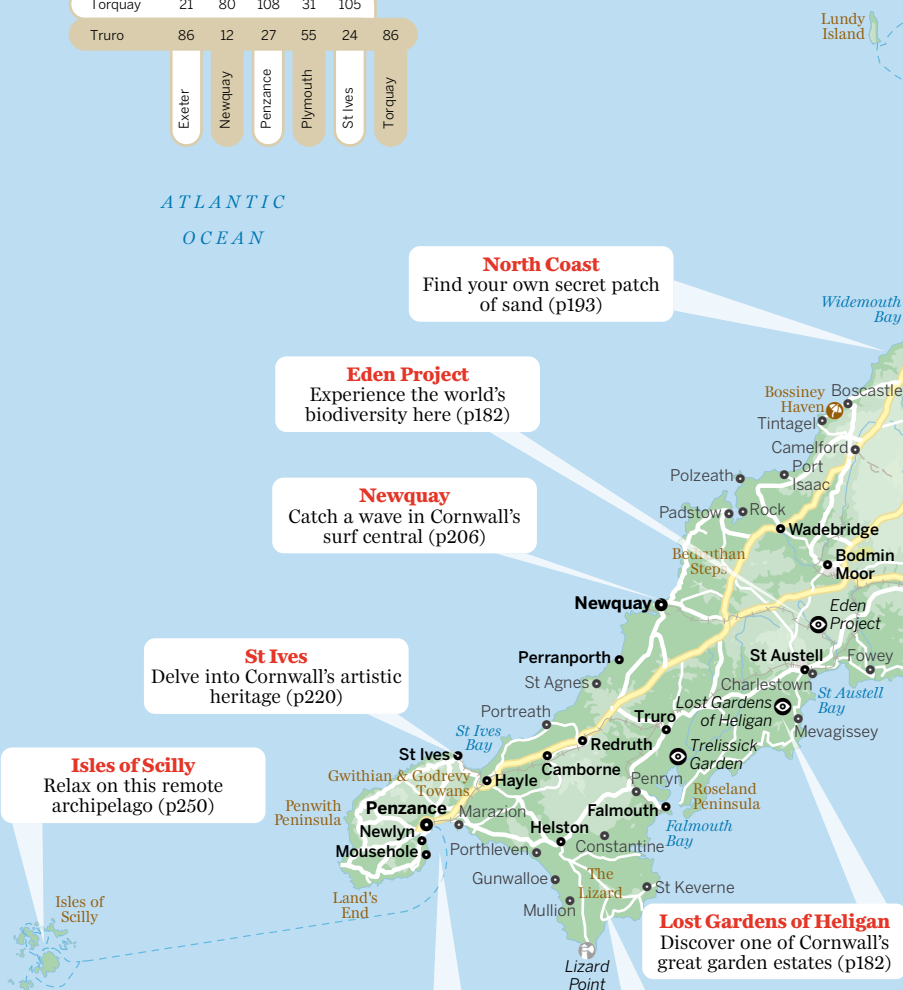 Torquay 21 80 108 31 105
Truro 86 12 27 55 24 86
Exeter
Newquay
Penzance
Plymouth
St Ives
Torquay
Lundy
Island
ATLANTIC
OCEAN
North Coast
Find your own secret patch
of sand (p193)
Widemouth
Bay
Eden Project
Experience the world's
biodiversity here (p182)
Bossiney
Haven
Boscastle
Tintagel
Camelford
Newquay
Catch a wave in Cornwall's
surf central (p206)
Polzeath
Port
Isaac
Padstow
Rock
Wadebridge
Bedruthan
Steps
Bodmin
Moor
Newquay
Eden
Project
St Ives
Delve into Cornwall's artistic
heritage (p220)
Perranporth
St Austell
Fowey
St Agnes
Charlestown
St Austell
Bay
Lost Gardens
of Heligan
Portreath
Truro
Mevagissey
St Ives
Bay
Redruth
Trelissick
Garden
Isles of Scilly
Relax on this remote
archipelago (p250)
St Ives
Camborne
Gwithian & Godrevy
Towans
Hayle
Penryn
Roseland
Peninsula
Penwith
Peninsula
Penzance
Marazion
Falmouth
Falmouth
Bay
Newlyn
Helston
Mousehole
Porthleven
Constantine
Gunwalloe
The
Lizard
St Keverne
Land's
End
Isles of
Scilly
Mullion
Lost Gardens of Heligan
Discover one of Cornwall's
great garden estates (p182)
Lizard
Point